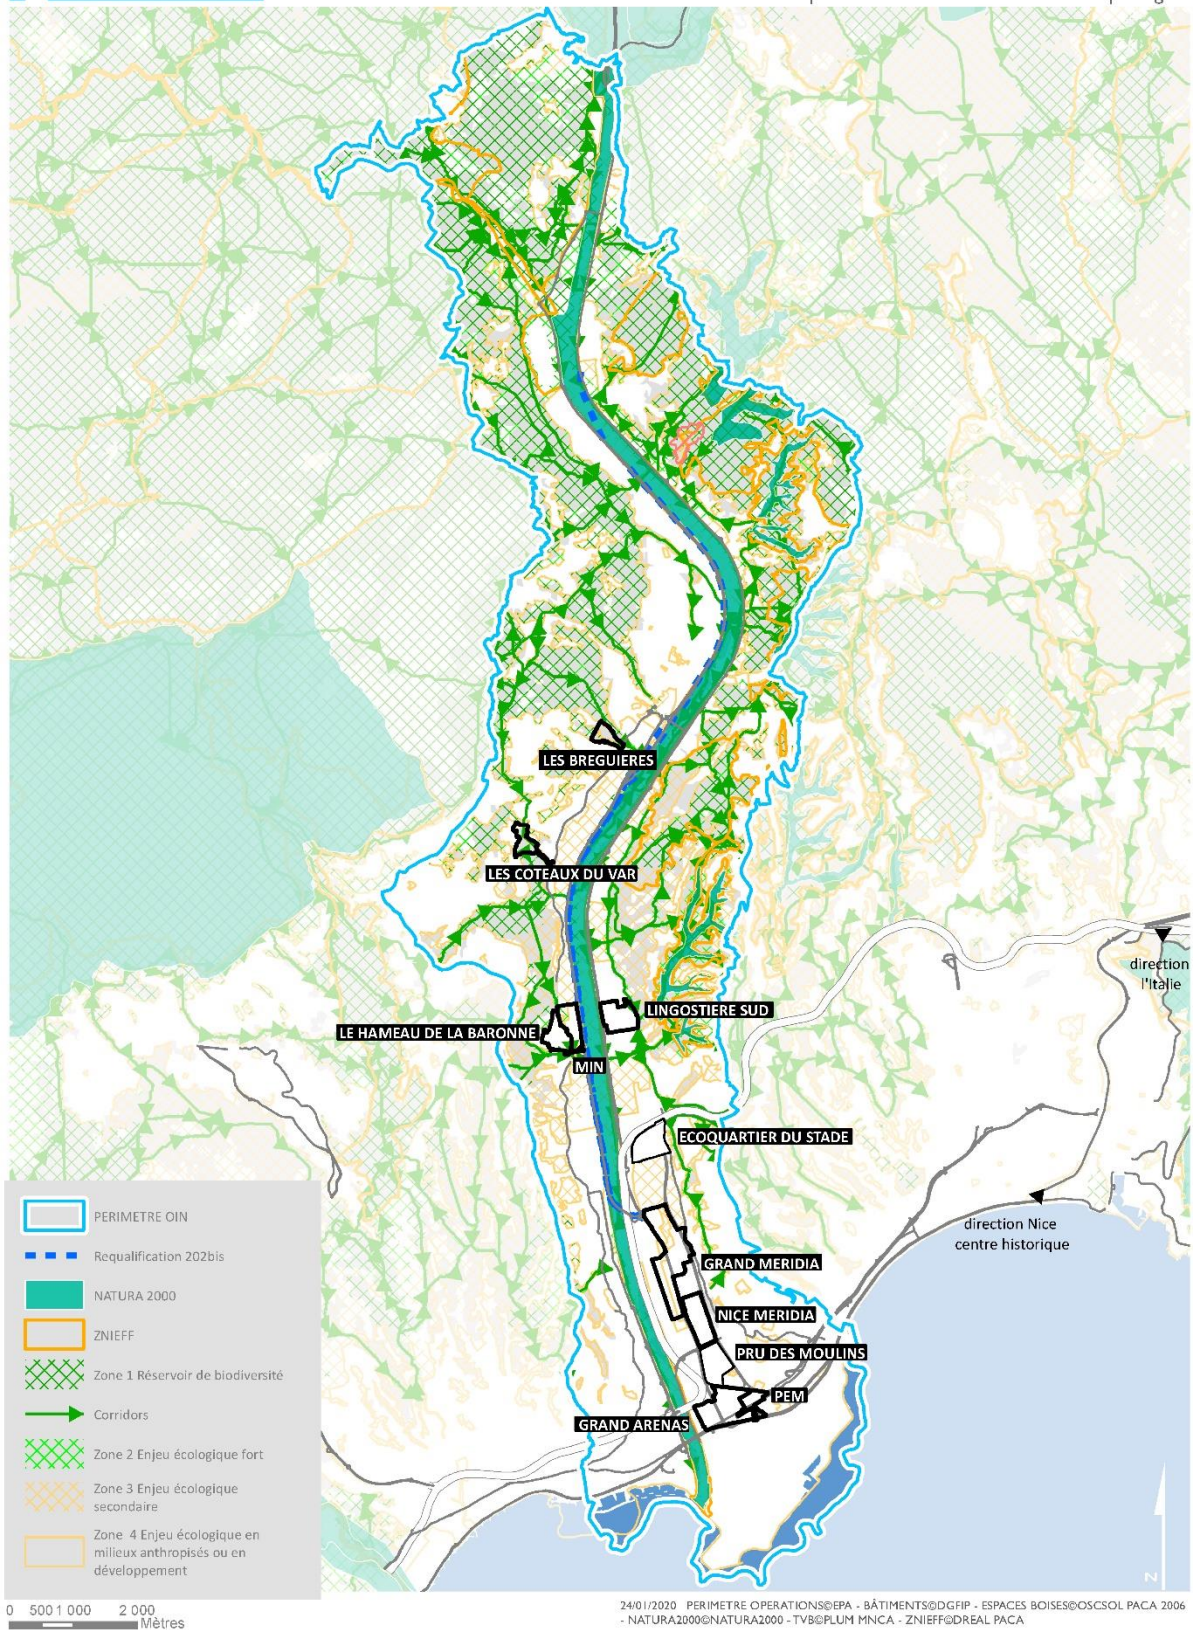 LES BREGUIERES
LES COTEAUX DU VAR
direction
l'Italie
LINGOSTIERE SUD
LE HAMEAU DE LA BARONNE
MIN
ECOQUARTIER DU STADE
direction Nice
centre historique
GRAND MERIDIA
NICE MERIDIA
PRU DES MOULINS
PEM
GRAND ARENAS
PERIMETRE OIN
Requalification 202bis
NATURA 2000
ZNIEFF
Zone 1 Réservoir de biodiversité
Corridors
Zone 2 Enjeu écologique fort
Zone 3 Enjeu écologique
secondaire
Zone 4 Enjeu écologique en
milieux anthropisés ou en
développement
N
0 500 1 000 2 000
Mètres
24/01/2020 PERIMETRE OPERATIONS©EPA - BÂTIMENTS©DGFIP - ESPACES BOISES©OSCSOL PACA 2006
- NATURA2000©NATURA2000 - TVB©PLUM MNCA - ZNIEFF©DREAL PACA